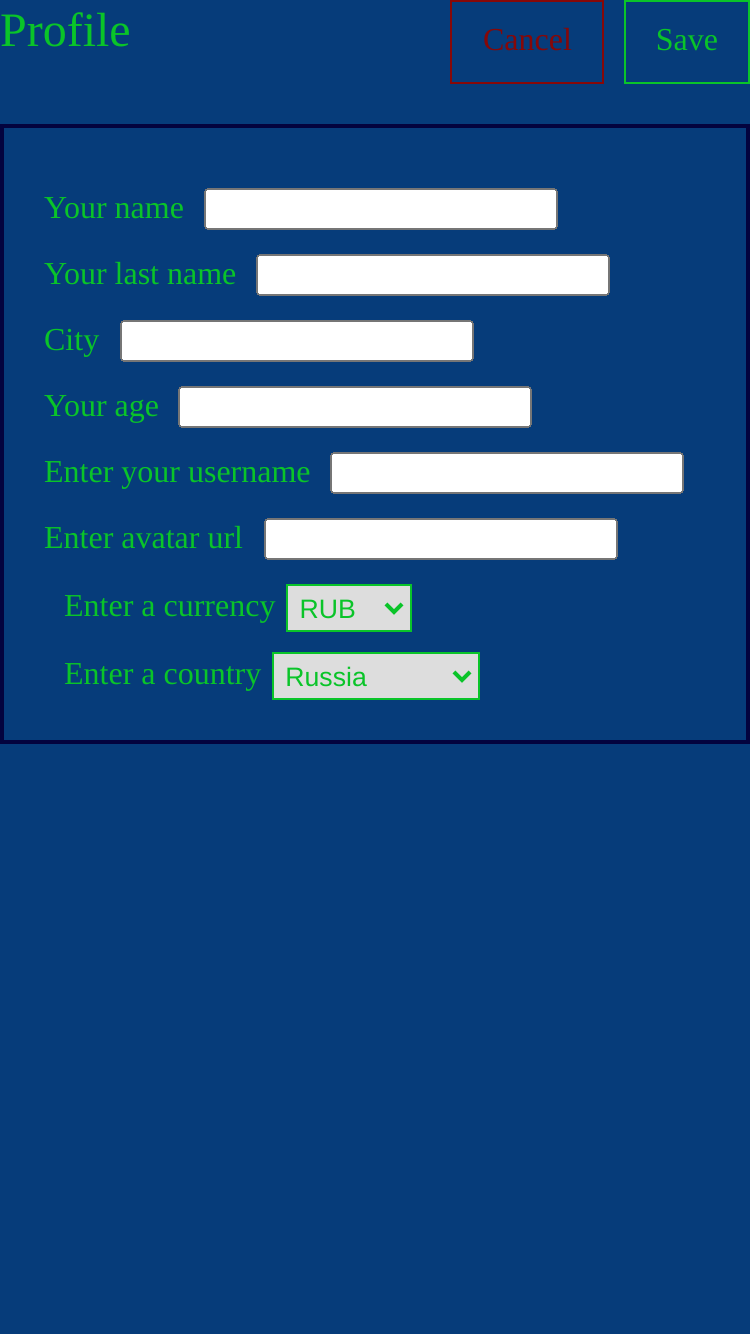 Profile Cancel Save
Your name
Your last name
City
Your age
Enter your username
Enter avatar url
Enter a currency RUB
Enter a country Russia